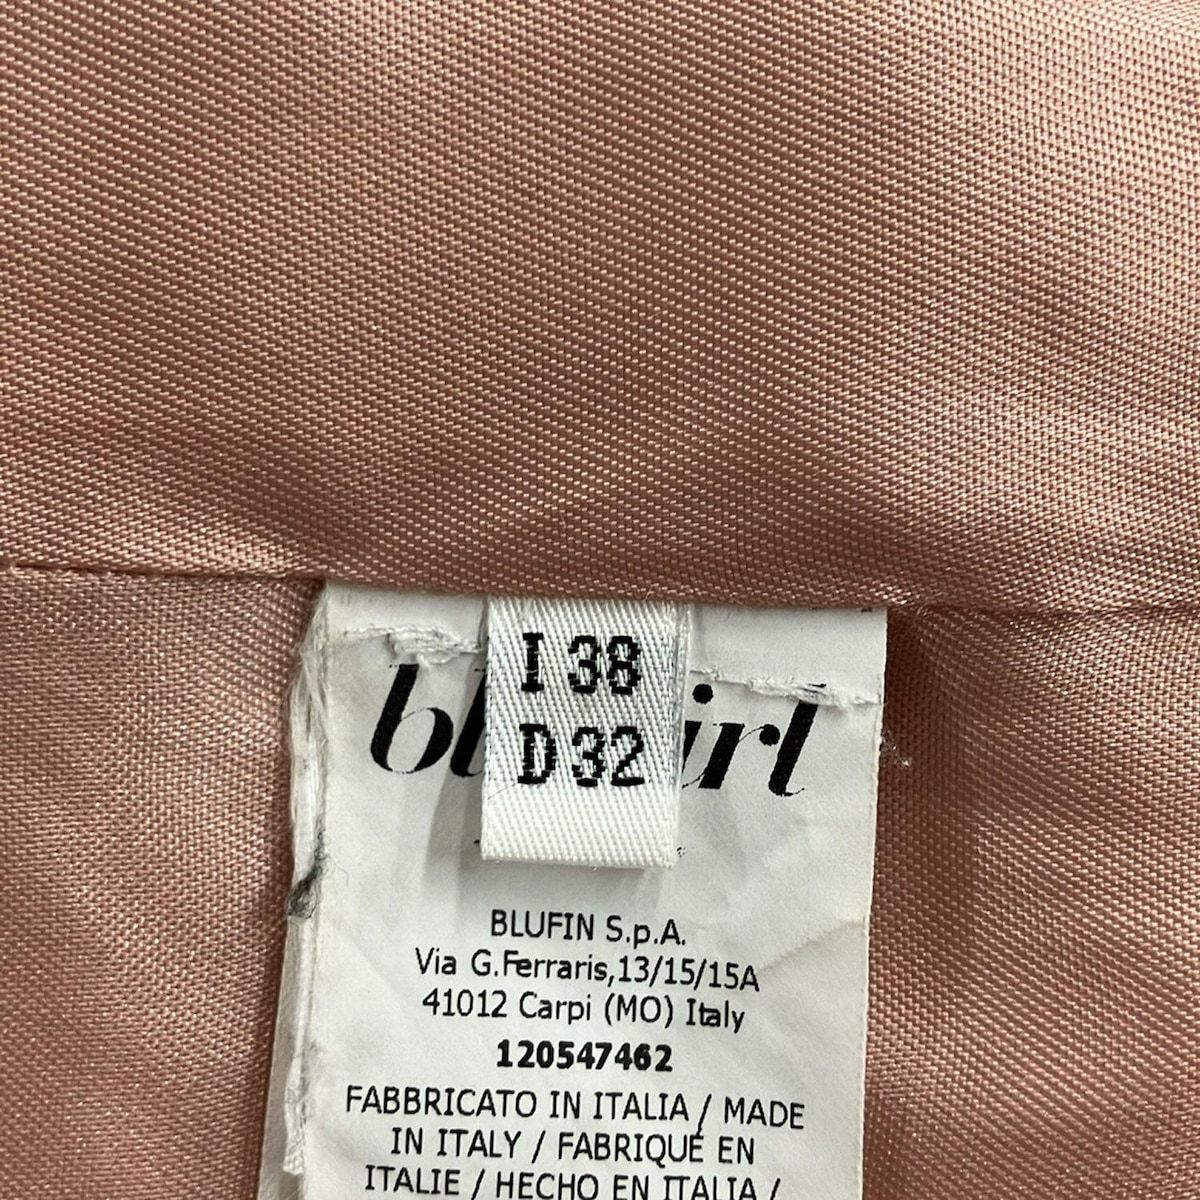 I 38
D 32
BLUFIN S.p.A.
Via G.Ferraris,13/15/15A
41012 Carpi (MO) Italy
120547462
FABBRICATO IN ITALIA / MADE
IN ITALY / FABRIQUÉ EN
ITALIE / HECHO EN ITALIA /